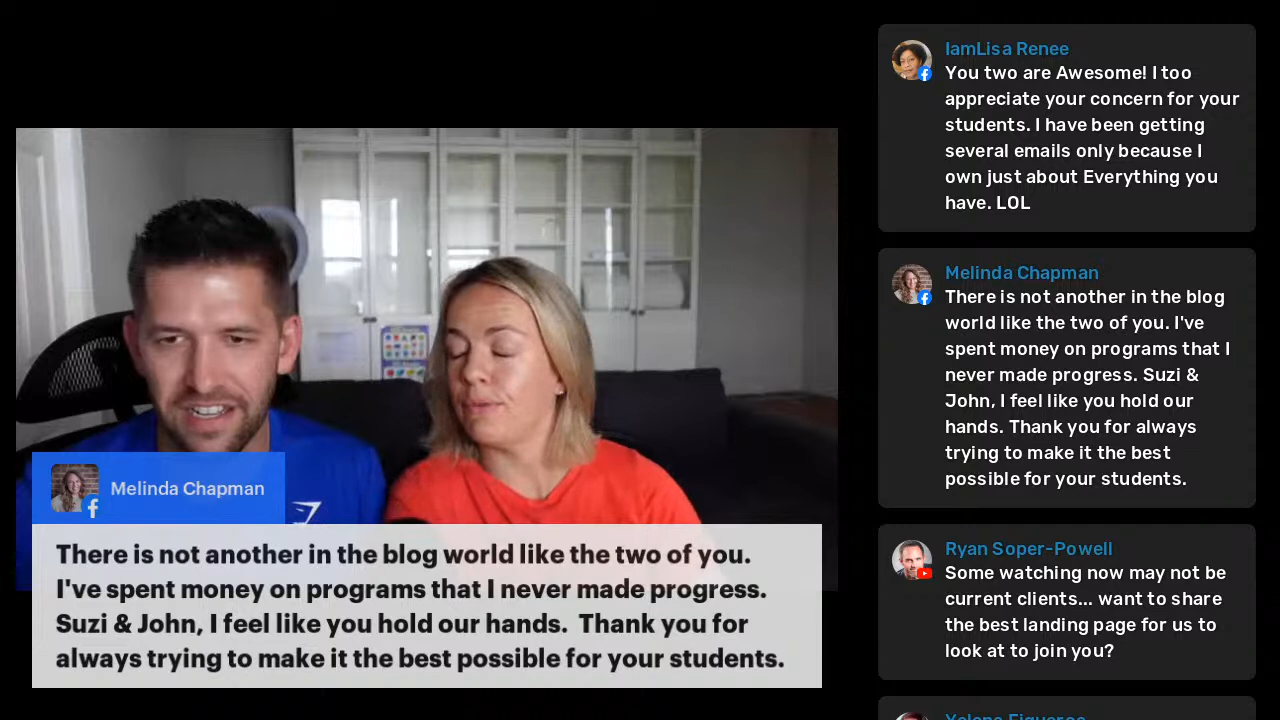 Melinda Chapman
There is not another in the blog world like the two of you.
I've spent money on programs that I never made progress.
Suzi & John, I feel like you hold our hands.  Thank you for
always trying to make it the best possible for your students.
IamLisa Renee
You two are Awesome! I too
appreciate your concern for your
students. I have been getting
several emails only because I
own just about Everything you
have. LOL
Melinda Chapman
There is not another in the blog
world like the two of you. I've
spent money on programs that I
never made progress. Suzi &
John, I feel like you hold our
hands. Thank you for always
trying to make it the best
possible for your students.
Ryan Soper-Powell
Some watching now may not be
current clients... want to share
the best landing page for us to
look at to join you?